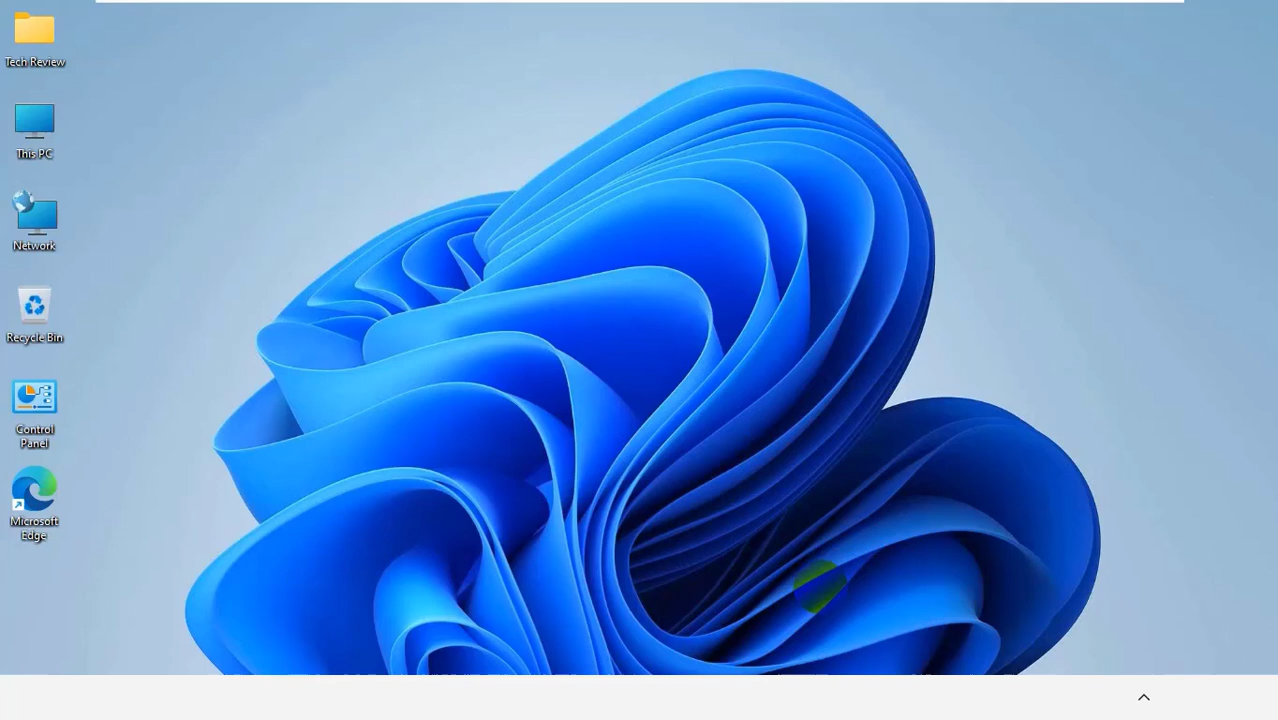 Tech Review
This PC
Network
Recycle Bin
Control
Panel
Microsoft
Edge